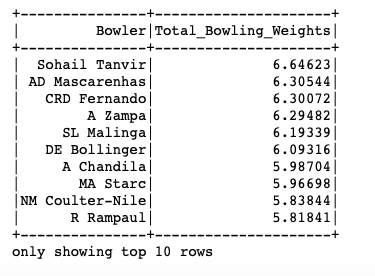 +---------------+---------------------+
|         Bowler|Total_Bowling_Weights|
+---------------+---------------------+
|  Sohail Tanvir|              6.64623|
| AD Mascarenhas|              6.30544|
|   CRD Fernando|              6.30072|
|        A Zampa|              6.29482|
|     SL Malinga|              6.19339|
|   DE Bollinger|              6.09316|
|     A Chandila|              5.98704|
|       MA Starc|              5.96698|
|NM Coulter-Nile|              5.83844|
|      R Rampaul|              5.81841|
+---------------+---------------------+
only showing top 10 rows